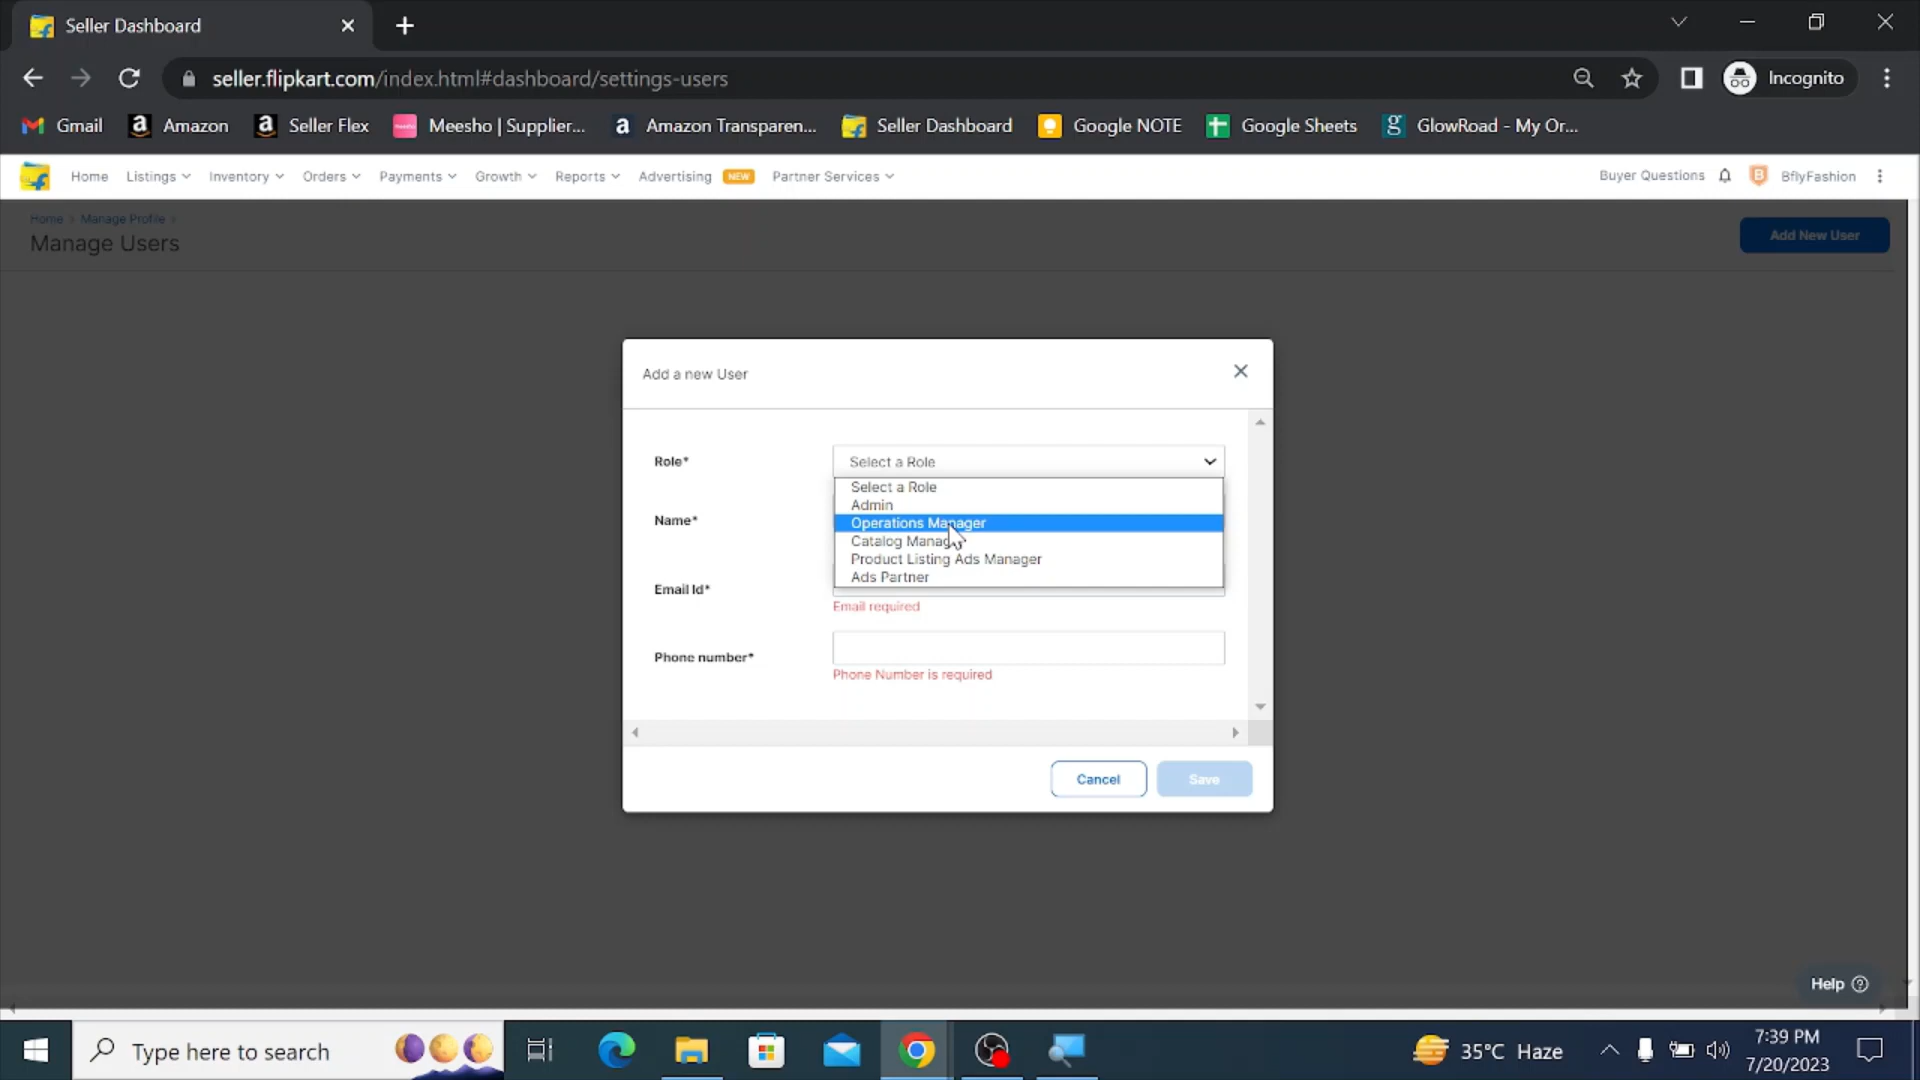 Seller Dashboard
seller.flipkart.com/index.html#dashboard/settings-users
Incognito
Gmail
Amazon
Seller Flex
Meesho | Supplier...
Amazon Transparen...
Seller Dashboard
Google NOTE
Google Sheets
GlowRoad - My Or...
Home Listings Inventory Orders Payments Growth Reports Advertising NEW Partner Services
Buyer Questions
BflyFashion
Home > Manage Profile >
Manage Users
Add New User
Add a new User
Role*
Select a Role
Select a Role
Admin
Operations Manager
Catalog Manag
Product Listing Ads Manager
Ads Partner
Name*
Email Id*
Email required
Phone number*
Phone Number is required
Cancel
Save
Help
Type here to search
35°C Haze
7:39 PM
7/20/2023